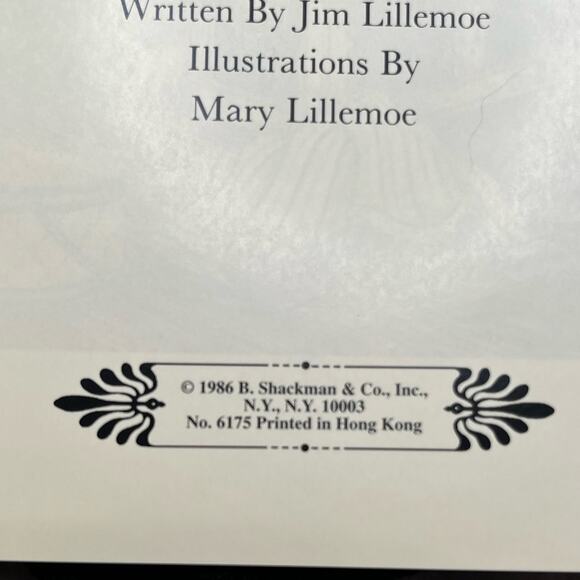 Written By Jim Lillemoe
Illustrations By
Mary Lillemoe
© 1986 B. Shackman & Co., Inc.,
N.Y., N.Y. 10003
No. 6175 Printed in Hong Kong